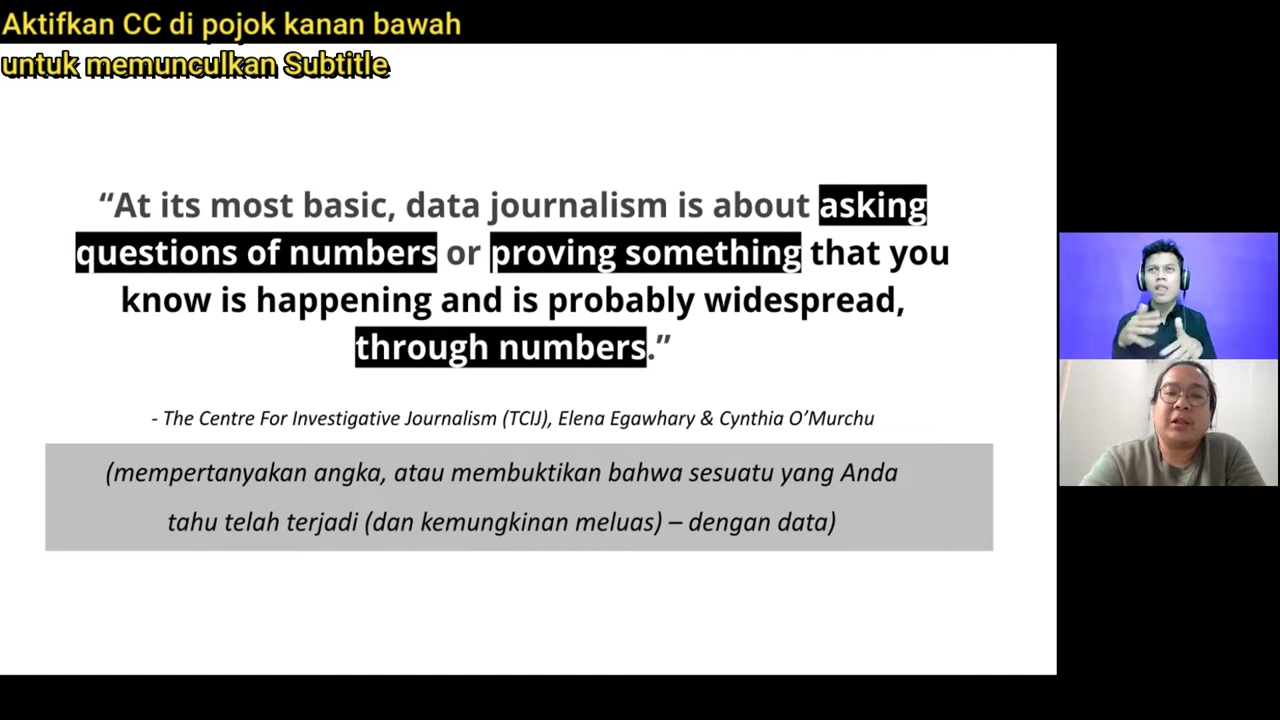 Aktifkan CC di pojok kanan bawah
untuk memunculkan Subtitle
“At its most basic, data journalism is about asking
questions of numbers or proving something that you
know is happening and is probably widespread,
through numbers.”
- The Centre For Investigative Journalism (TCIJ), Elena Egawhary & Cynthia O’Murchu
(mempertanyakan angka, atau membuktikan bahwa sesuatu yang Anda
tahu telah terjadi (dan kemungkinan meluas) – dengan data)